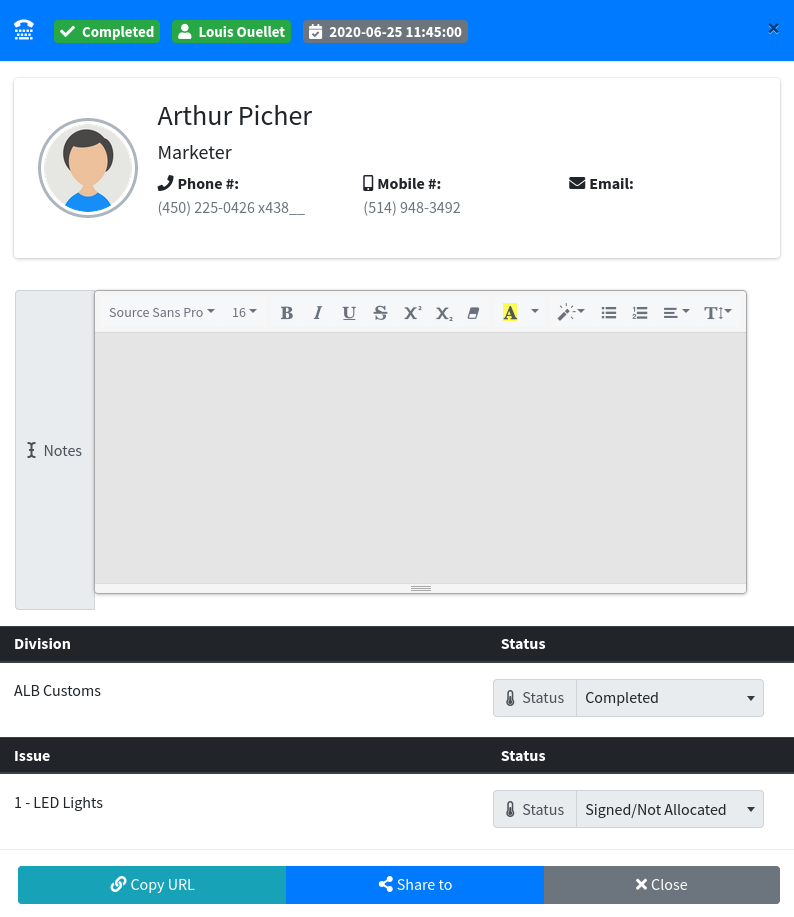 Completed Louis Ouellet 2020-06-25 11:45:00 ×
Arthur Picher
Marketer
Phone #: Mobile #: Email:
(450) 225-0426 x438__ (514) 948-3492
Source Sans Pro 16 B I U S X² X₂ A T
Notes
Division Status
ALB Customs Status Completed
Issue Status
1 - LED Lights Status Signed/Not Allocated
Copy URL Share to Close